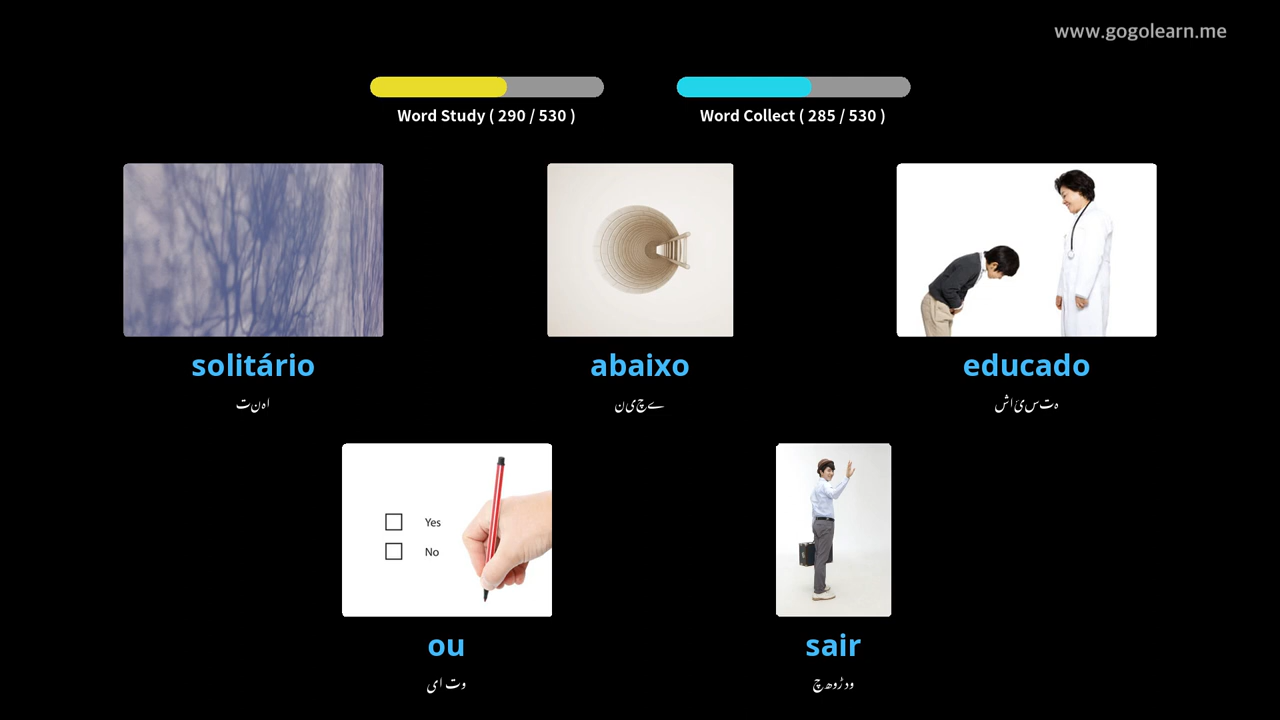 www.gogolearn.me
Word Study ( 290 / 530 )
Word Collect ( 285 / 530 )
solitário
اہنت
abaixo
ےچین
educado
ہتسئاش
Yes
No
ou
وت ای
sair
ودڑوھچ